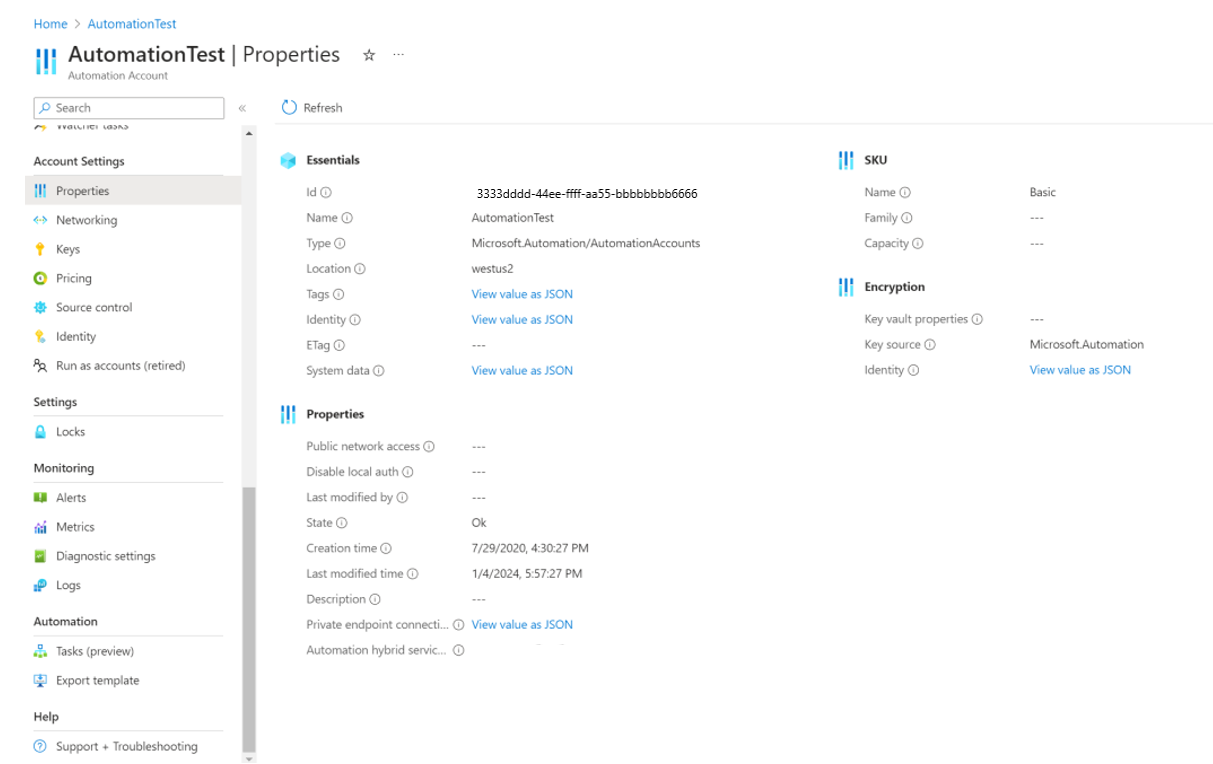 Home > AutomationTest
AutomationTest | Properties
Automation Account
Search
Refresh
Watcher tasks
Account Settings
Properties
Networking
Keys
Pricing
Source control
Identity
Run as accounts (retired)
Settings
Locks
Monitoring
Alerts
Metrics
Diagnostic settings
Logs
Automation
Tasks (preview)
Export template
Help
Support + Troubleshooting
Essentials
Id 3333dddd-44ee-ffff-aa55-bbbbbbbb6666
Name AutomationTest
Type Microsoft.Automation/AutomationAccounts
Location westus2
Tags View value as JSON
Identity View value as JSON
ETag ---
System data View value as JSON
Properties
Public network access ---
Disable local auth ---
Last modified by ---
State Ok
Creation time 7/29/2020, 4:30:27 PM
Last modified time 1/4/2024, 5:57:27 PM
Description ---
Private endpoint connecti... View value as JSON
Automation hybrid servic...
SKU
Name Basic
Family ---
Capacity ---
Encryption
Key vault properties ---
Key source Microsoft.Automation
Identity View value as JSON